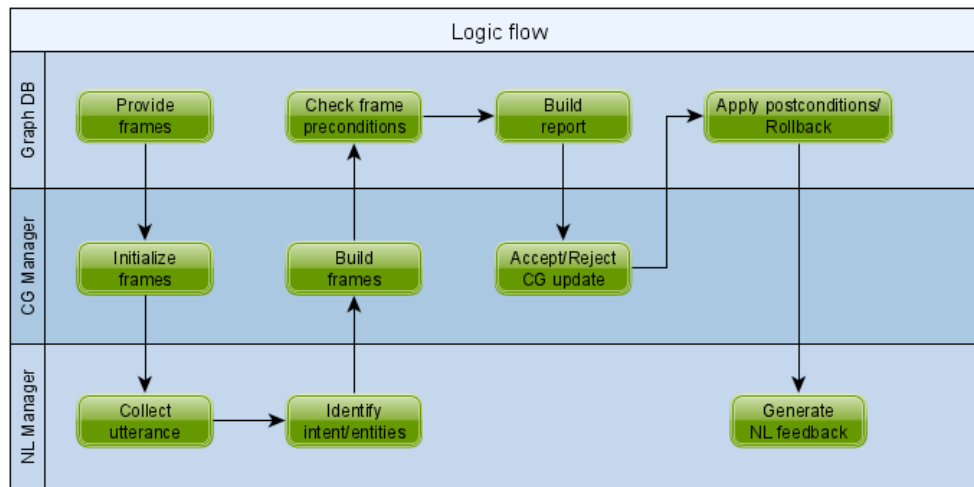 Logic flow
Graph DB
Provide
frames
Check frame
preconditions
Build
report
Apply postconditions/
Rollback
CG Manager
Initialize
frames
Build
frames
Accept/Reject
CG update
NL Manager
Collect
utterance
Identify
intent/entities
Generate
NL feedback